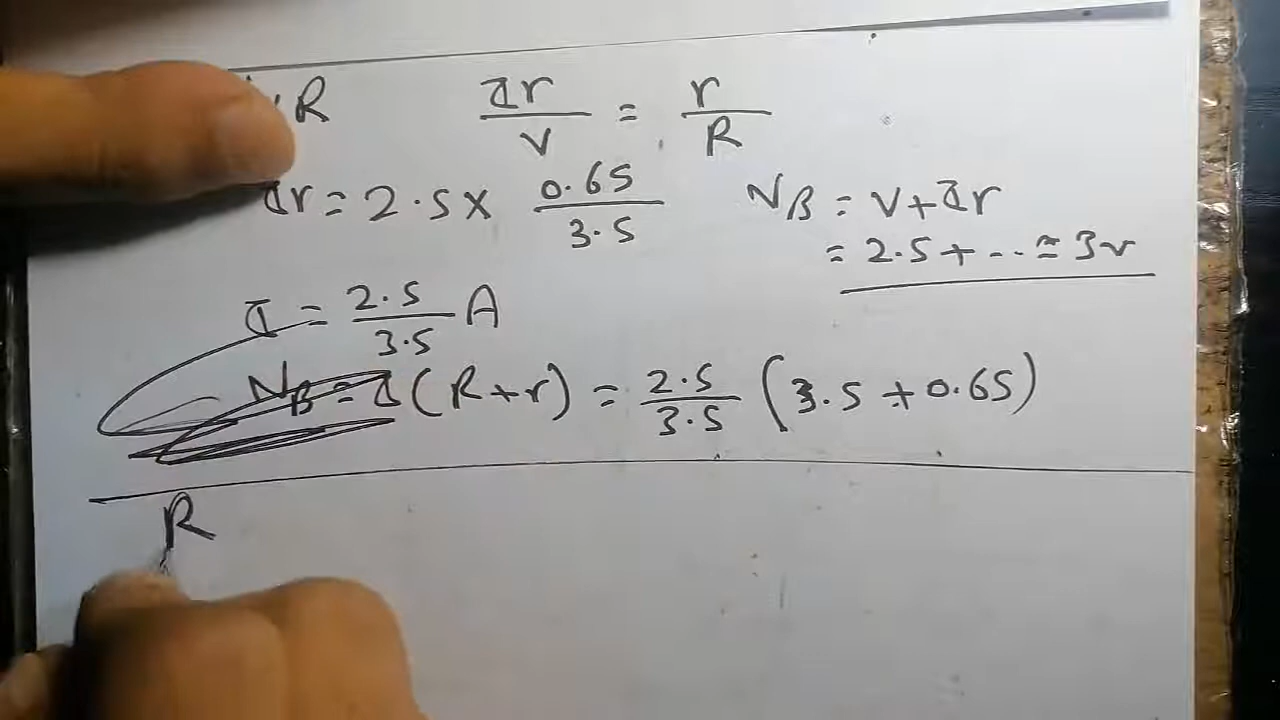 R Ir/V = r/R
Ir = 2.5 x 0.65/3.5 VB = V+Ir
= 2.5 + ... ≈ 3V
I = 2.5/3.5 A
VB = I (R+r) = 2.5/3.5 (3.5 + 0.65)
R